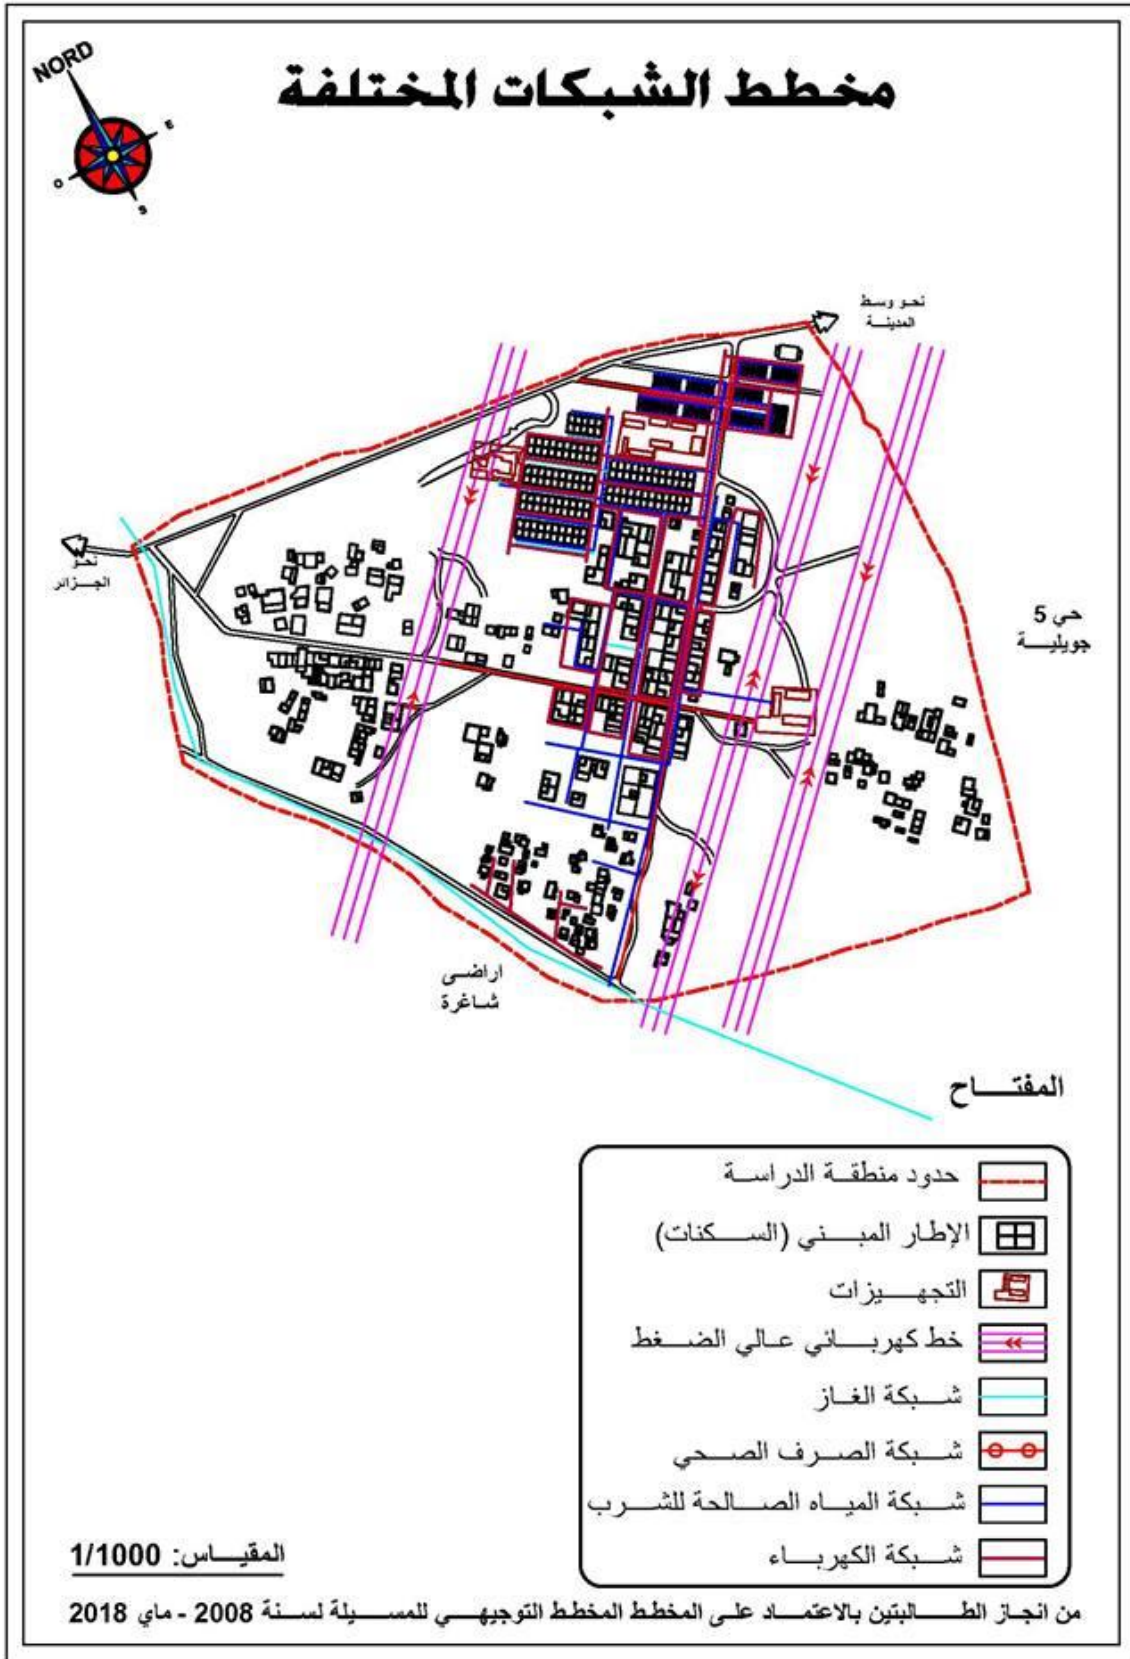 NORD
E
O
S
مخطط الشبكات المختلفة
نحو وسط
المدينة
نحو
الجزائر
حي 5
جويلية
اراضى
شاغرة
المفتاح
حدود منطقة الدراسة
الإطار المبني (السكنات)
التجهيزات
خط كهربائي عالي الضغط
شبكة الغاز
شبكة الصرف الصحي
شبكة المياه الصالحة للشرب
شبكة الكهرباء
المقياس: 1/1000
من انجاز الطالبتين بالاعتماد على المخطط المخطط التوجيهي للمسيلة لسنة 2008 - ماي 2018